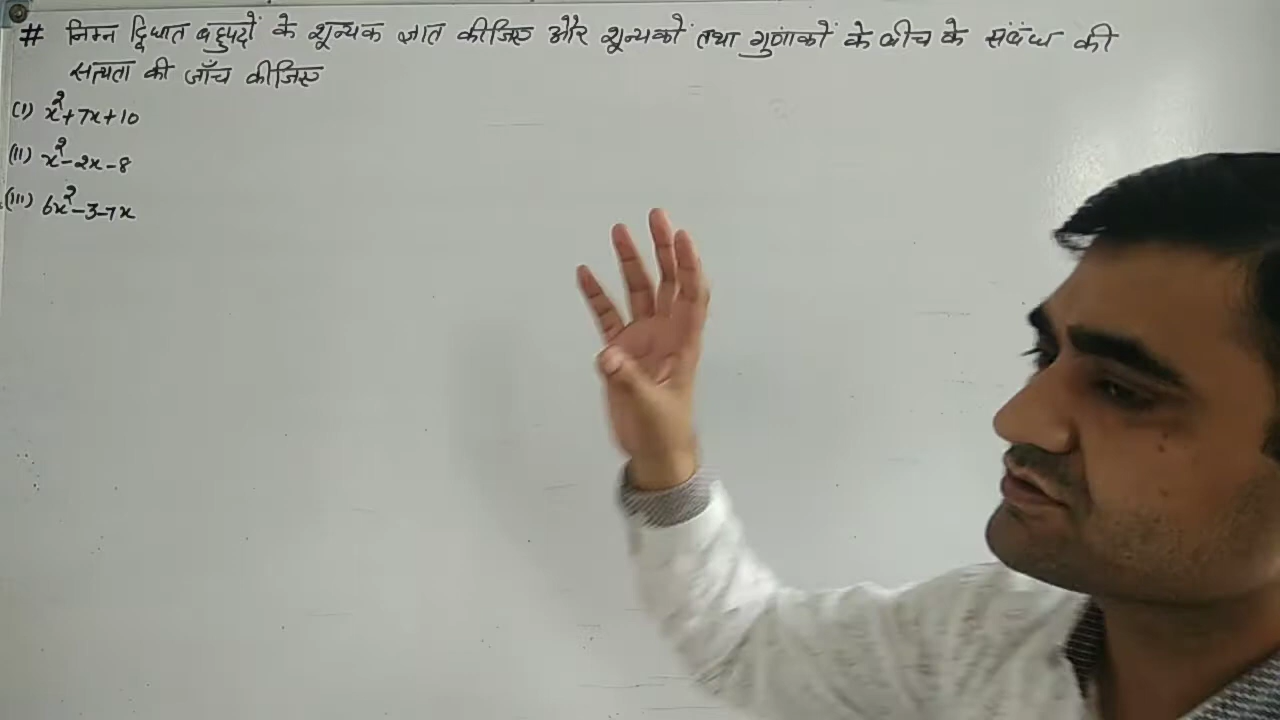 # निम्न द्विघात बहुपदों के शून्यक ज्ञात कीजिए और शून्यकों तथा गुणांकों के बीच के संबंध की
सत्यता की जाँच कीजिए
(i) x²+7x+10
(ii) x²-2x-8
(iii) 6x²-3-7x